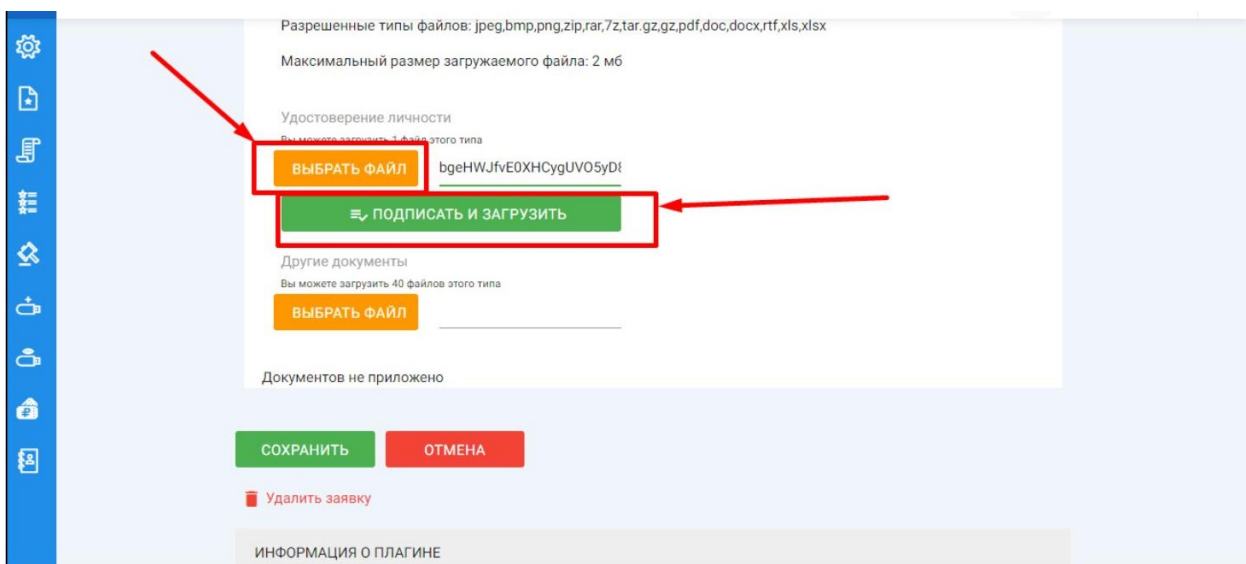 Разрешенные типы файлов: jpeg,bmp,png,zip,rar,7z,tar.gz,gz,pdf,doc,docx,rtf,xls,xlsx
Максимальный размер загружаемого файла: 2 мб
Удостоверение личности
Вы можете загрузить 1 файл этого типа
ВЫБРАТЬ ФАЙЛ bgeHWJfvE0XHCygUVO5yD8
ПОДПИСАТЬ И ЗАГРУЗИТЬ
Другие документы
Вы можете загрузить 40 файлов этого типа
ВЫБРАТЬ ФАЙЛ
Документов не приложено
СОХРАНИТЬ ОТМЕНА
Удалить заявку
ИНФОРМАЦИЯ О ПЛАГИНЕ